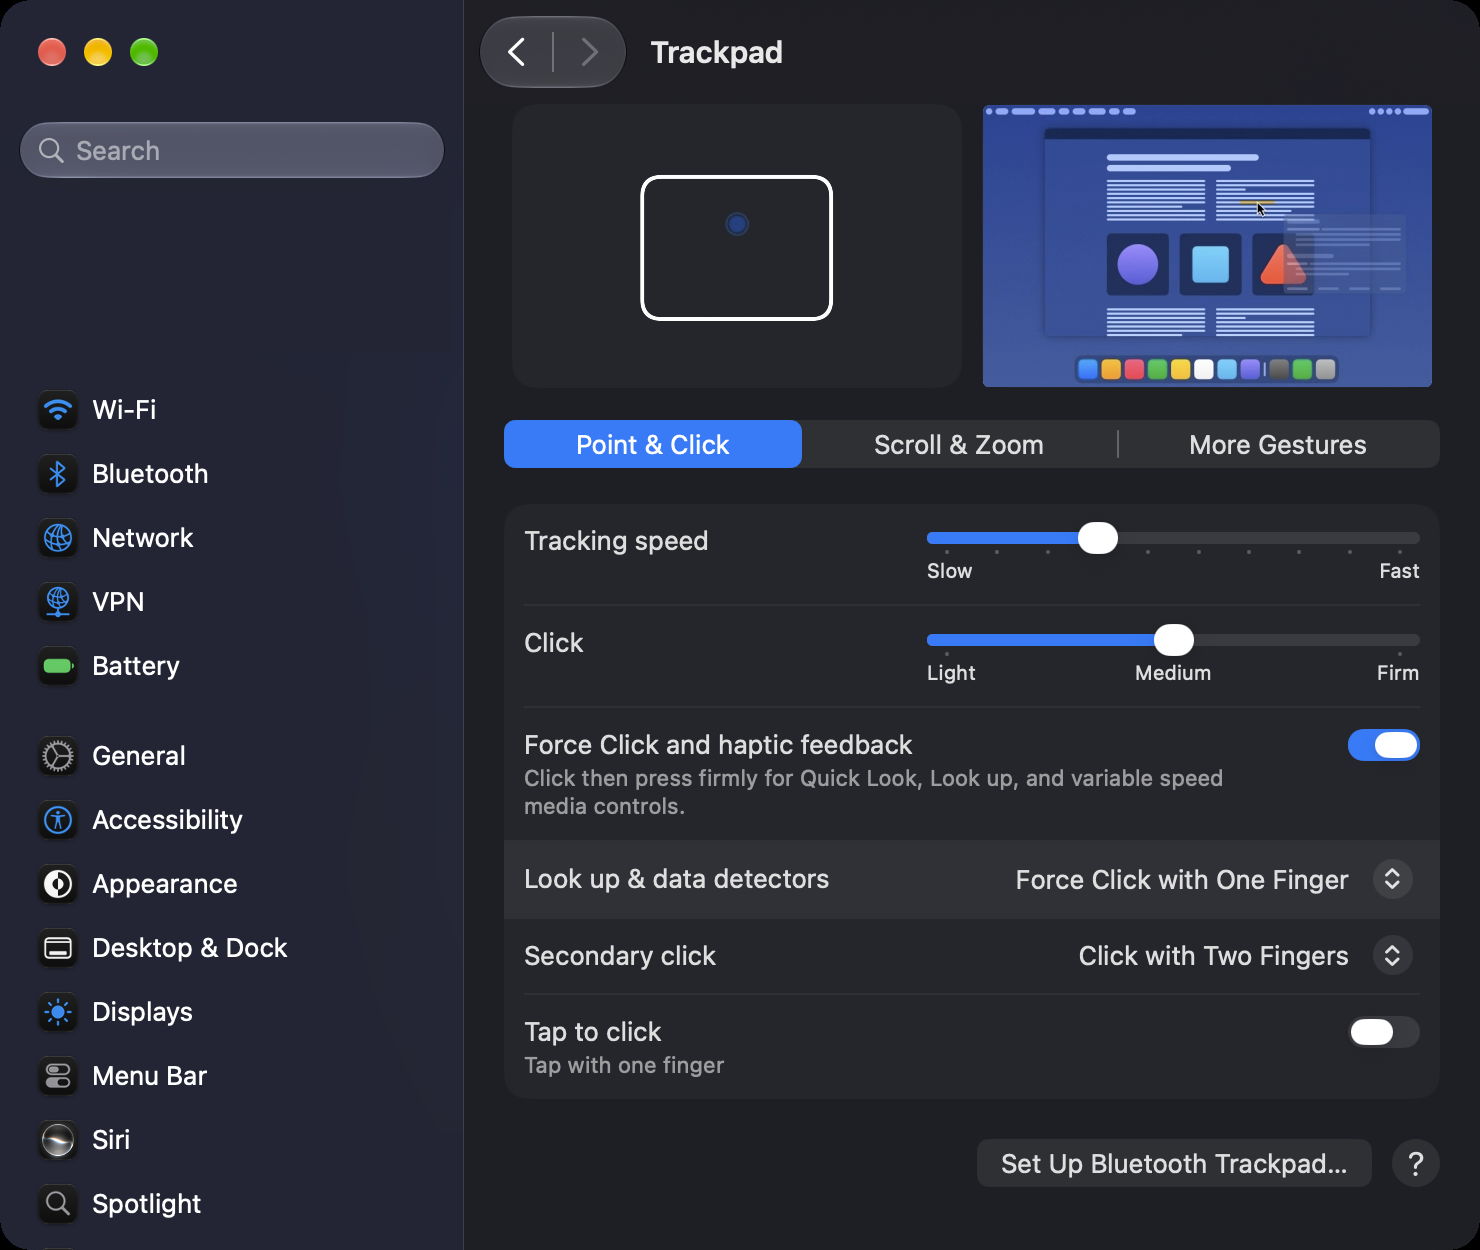 Trackpad
Search
Wi-Fi
Bluetooth
Network
VPN
Battery
General
Accessibility
Appearance
Desktop & Dock
Displays
Menu Bar
Siri
Spotlight
Point & Click
Scroll & Zoom
More Gestures
Tracking speed
Slow
Fast
Click
Light
Medium
Firm
Force Click and haptic feedback
Click then press firmly for Quick Look, Look up, and variable speed
media controls.
Look up & data detectors
Force Click with One Finger
Secondary click
Click with Two Fingers
Tap to click
Tap with one finger
Set Up Bluetooth Trackpad...
?